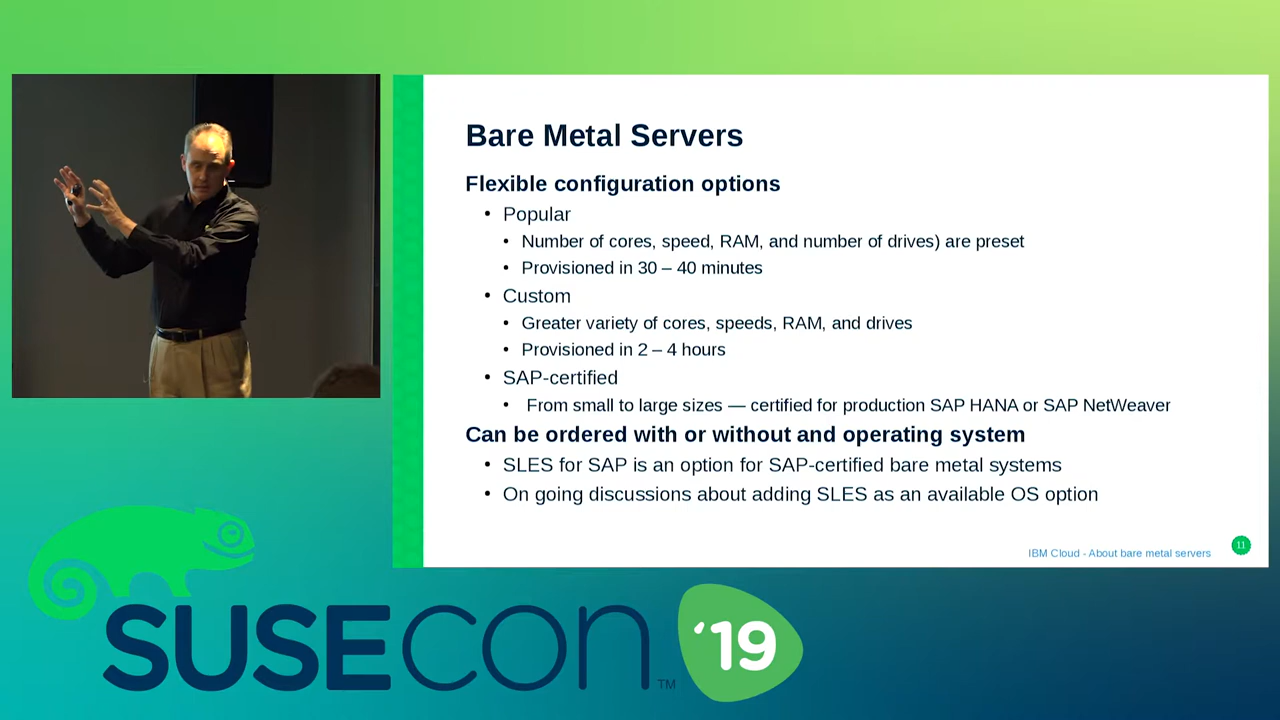 Bare Metal Servers
Flexible configuration options
• Popular
• Number of cores, speed, RAM, and number of drives) are preset
• Provisioned in 30 – 40 minutes
• Custom
• Greater variety of cores, speeds, RAM, and drives
• Provisioned in 2 – 4 hours
• SAP-certified
• From small to large sizes — certified for production SAP HANA or SAP NetWeaver
Can be ordered with or without and operating system
• SLES for SAP is an option for SAP-certified bare metal systems
• On going discussions about adding SLES as an available OS option
IBM Cloud - About bare metal servers
11
SUSECON™
'19